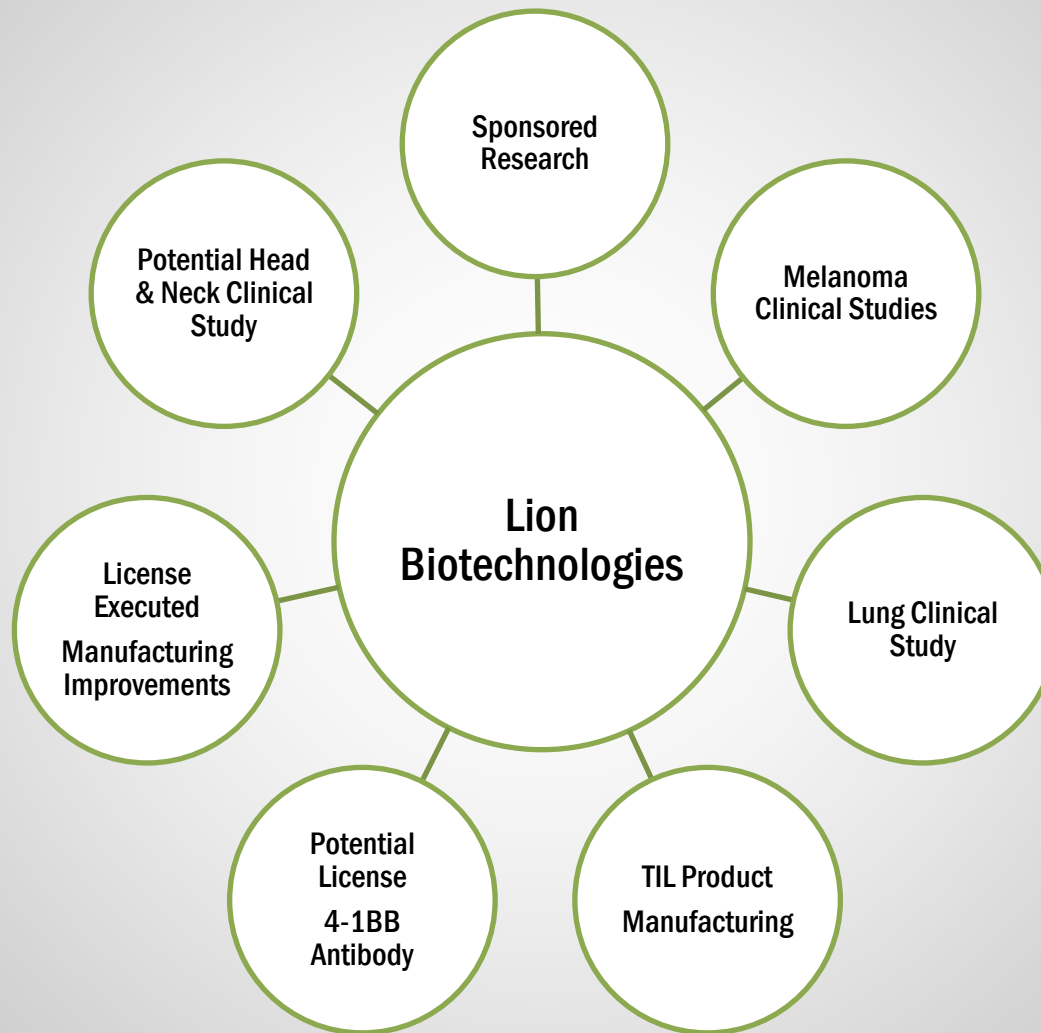 Sponsored
Research
Potential Head
& Neck Clinical
Study
Melanoma
Clinical Studies
Lion
Biotechnologies
License
Executed
Manufacturing
Improvements
Lung Clinical
Study
Potential
License
4-1BB
Antibody
TIL Product
Manufacturing